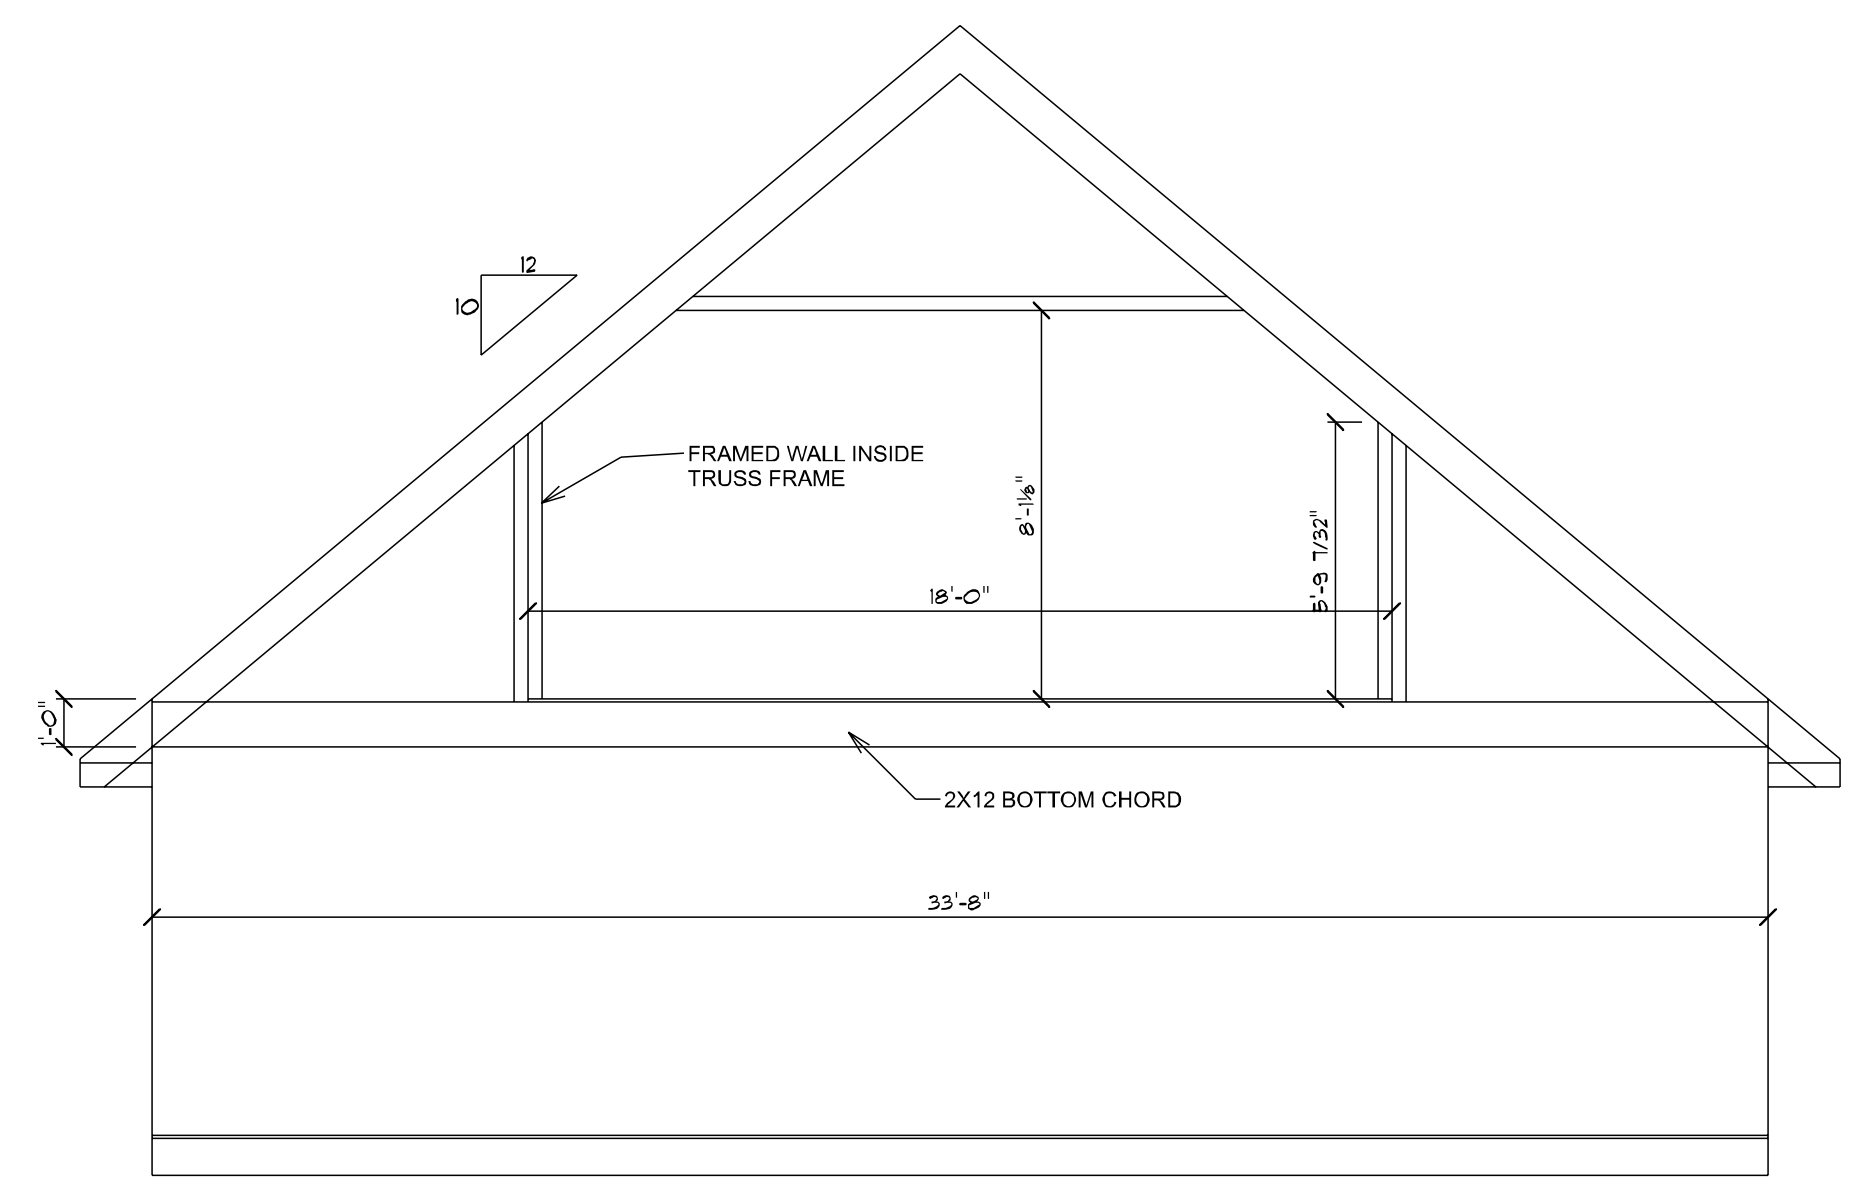 12
10
FRAMED WALL INSIDE
TRUSS FRAME
8'-1⅛"
5'-9 7/32"
18'-0"
1'-0"
2X12 BOTTOM CHORD
33'-8"